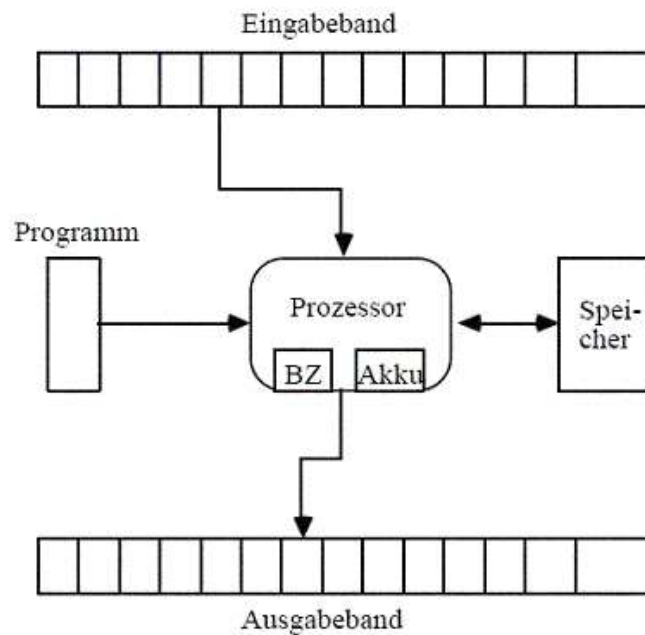 Eingabeband
Programm
Prozessor
Spei-
cher
BZ
Akku
Ausgabeband